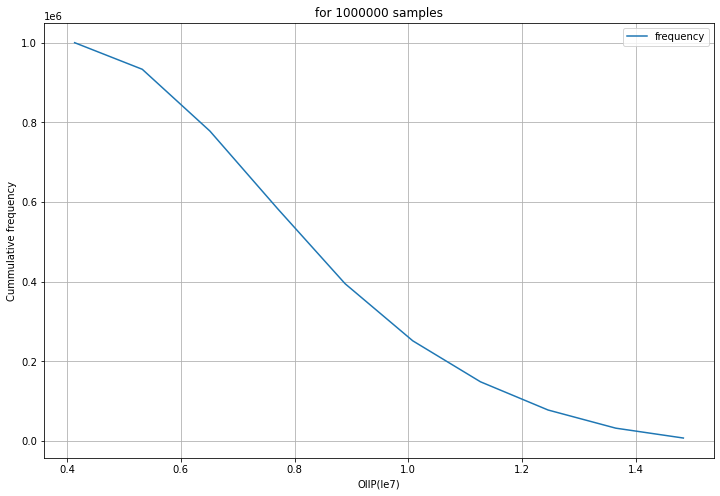 for 1000000 samples
1e6
frequency
1.0
0.8
0.6
0.4
0.2
0.0
Cummulative frequency
0.4 0.6 0.8 1.0 1.2 1.4
OIIP(le7)